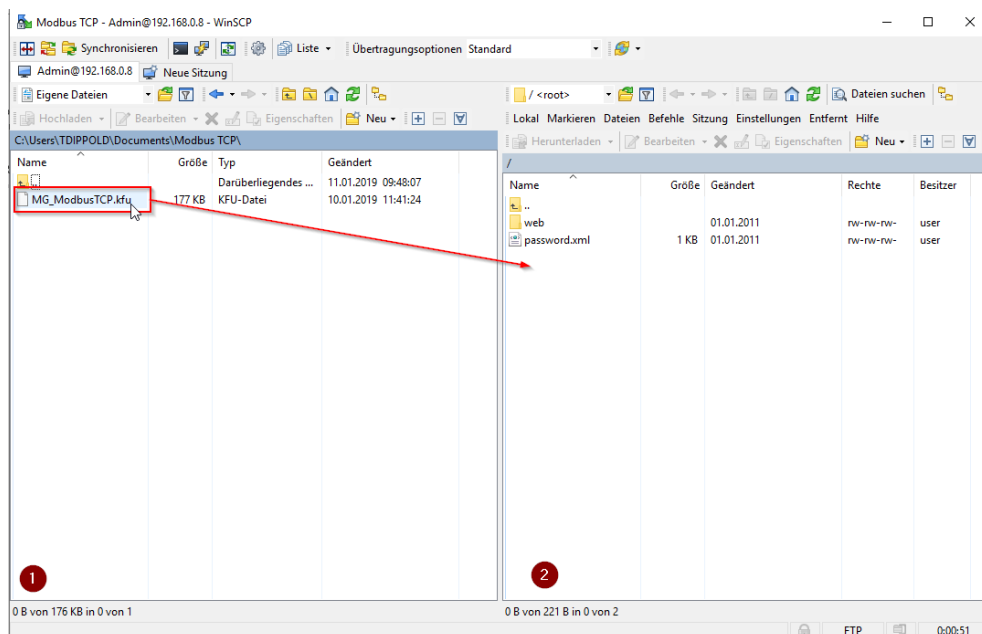 Modbus TCP - Admin@192.168.0.8 - WinSCP
Synchronisieren Liste Übertragungsoptionen Standard
Admin@192.168.0.8 Neue Sitzung
Eigene Dateien
Hochladen Bearbeiten Eigenschaften Neu
C:\Users\TDIPPOLD\Documents\Modbus TCP\
Name Größe Typ Geändert
.. Darüberliegendes ... 11.01.2019 09:48:07
MG_ModbusTCP.kfu 177 KB KFU-Datei 10.01.2019 11:41:24
1
0 B von 176 KB in 0 von 1
/ <root> Dateien suchen
Lokal Markieren Dateien Befehle Sitzung Einstellungen Entfernt Hilfe
Herunterladen Bearbeiten Eigenschaften Neu
/
Name Größe Geändert Rechte Besitzer
..
web 01.01.2011 rw-rw-rw- user
password.xml 1 KB 01.01.2011 rw-rw-rw- user
2
0 B von 221 B in 0 von 2
FTP 0:00:51